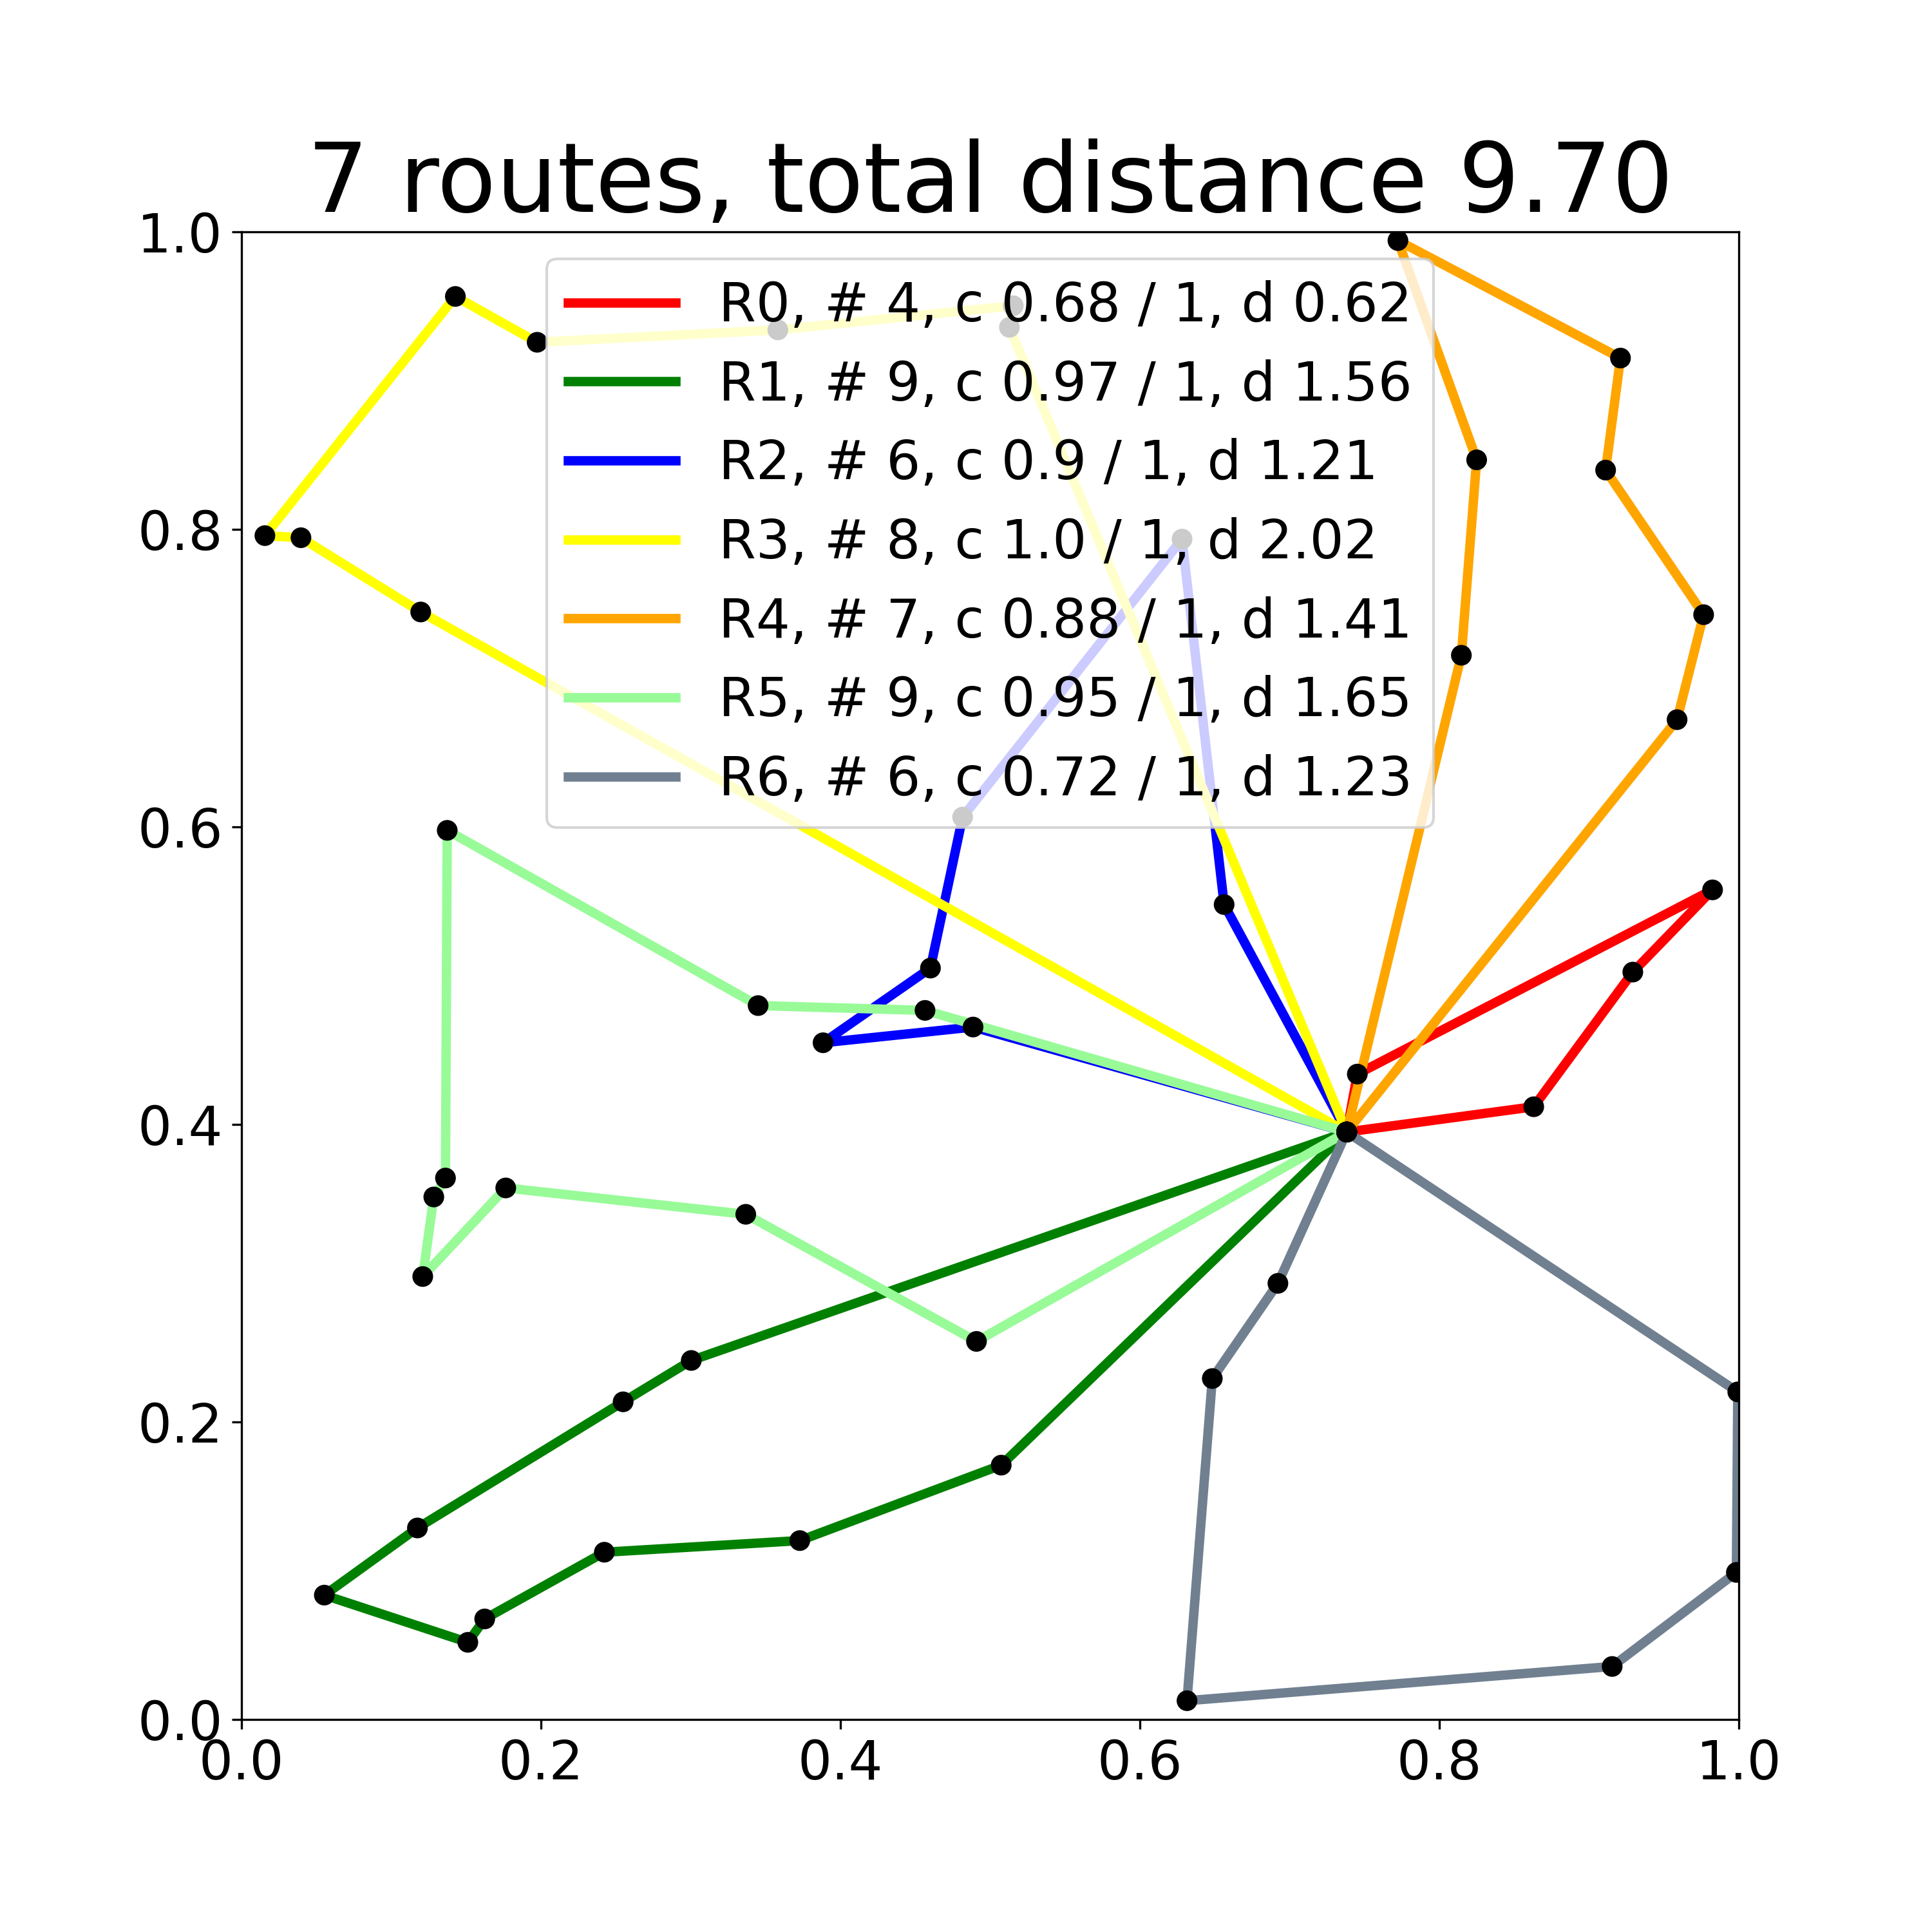 7 routes, total distance 9.70
1.0
0.8
0.6
0.4
0.2
0.0
R0, # 4, c 0.68 / 1, d 0.62
R1, # 9, c 0.97 / 1, d 1.56
R2, # 6, c 0.9 / 1, d 1.21
R3, # 8, c 1.0 / 1, d 2.02
R4, # 7, c 0.88 / 1, d 1.41
R5, # 9, c 0.95 / 1, d 1.65
R6, # 6, c 0.72 / 1, d 1.23
0.0 0.2 0.4 0.6 0.8 1.0